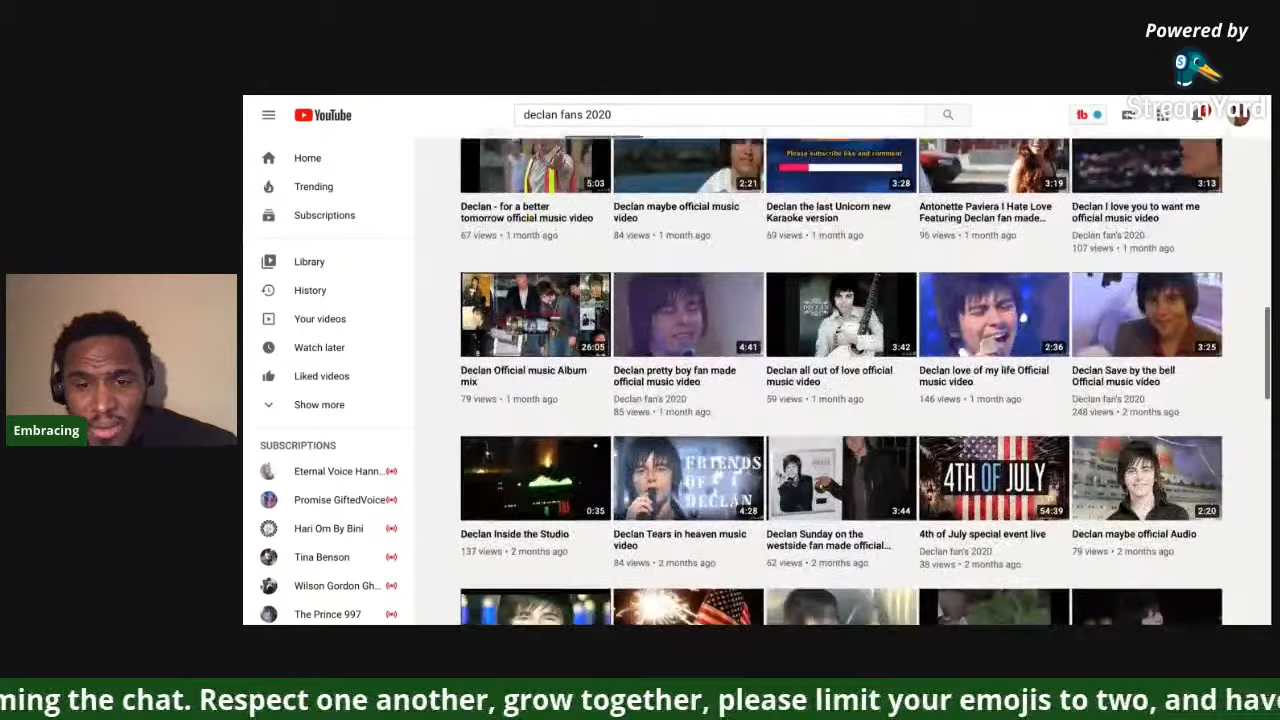 Powered by
StreamYard
YouTube
declan fans 2020
Home
Trending
Subscriptions
Library
History
Your videos
Watch later
Liked videos
Show more
SUBSCRIPTIONS
Eternal Voice Hann...
Promise GiftedVoice
Hari Om By Bini
Tina Benson
Wilson Gordon Gh...
The Prince 997
5:03
Declan - for a better
tomorrow official music video
67 views • 1 month ago
2:21
Declan maybe official music
video
84 views • 1 month ago
Please subscribe like and comment
3:28
Declan the last Unicorn new
Karaoke version
69 views • 1 month ago
3:19
Antonette Paviera I Hate Love
Featuring Declan fan made...
96 views • 1 month ago
3:13
Declan I love you to want me
official music video
Declan fan's 2020
107 views • 1 month ago
26:05
Declan Official music Album
mix
79 views • 1 month ago
4:41
Declan pretty boy fan made
official music video
Declan fan's 2020
85 views • 1 month ago
3:42
Declan all out of love official
music video
59 views • 1 month ago
2:36
Declan love of my life Official
music video
146 views • 1 month ago
3:25
Declan Save by the bell
Official music video
Declan fan's 2020
248 views • 2 months ago
0:35
Declan Inside the Studio
137 views • 2 months ago
FRIENDS
OF
DECLAN
4:28
Declan Tears in heaven music
video
84 views • 2 months ago
3:44
Declan Sunday on the
westside fan made official...
62 views • 2 months ago
4TH OF JULY
54:39
4th of July special event live
Declan fan's 2020
38 views • 2 months ago
2:20
Declan maybe official Audio
79 views • 2 months ago
Embracing
ming the chat. Respect one another, grow together, please limit your emojis to two, and hav